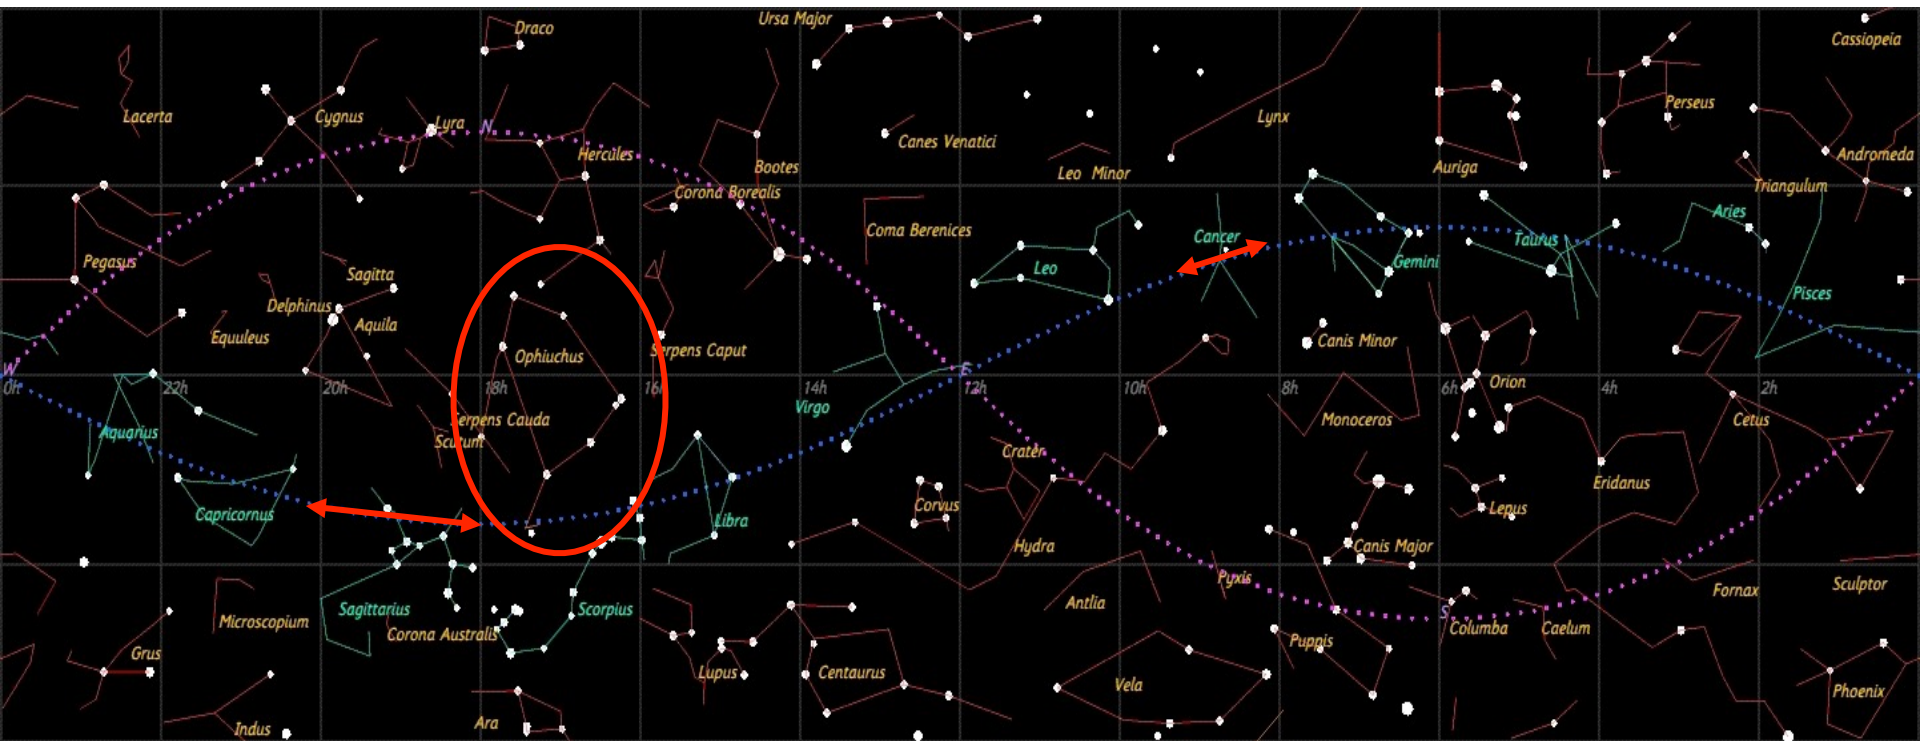 Draco
Ursa Major
Cassiopeia
Lacerta
Cygnus
Lyra
N
Hercules
Bootes
Canes Venatici
Lynx
Perseus
Auriga
Andromeda
Leo Minor
Triangulum
Corona Borealis
Aries
Coma Berenices
Cancer
Taurus
Pegasus
Sagitta
Leo
Gemini
Pisces
Delphinus
Aquila
Equuleus
Ophiuchus
Serpens Caput
Canis Minor
W
E
0h
22h
20h
18h
16h
14h
12h
10h
8h
6h
4h
2h
Orion
Virgo
Serpens Cauda
Monoceros
Cetus
Aquarius
Scutum
Crater
Eridanus
Capricornus
Libra
Corvus
Lepus
Hydra
Canis Major
Pyxis
Fornax
Sculptor
Microscopium
Sagittarius
Scorpius
Antlia
S
Corona Australis
Puppis
Columba
Caelum
Grus
Lupus
Centaurus
Vela
Phoenix
Indus
Ara